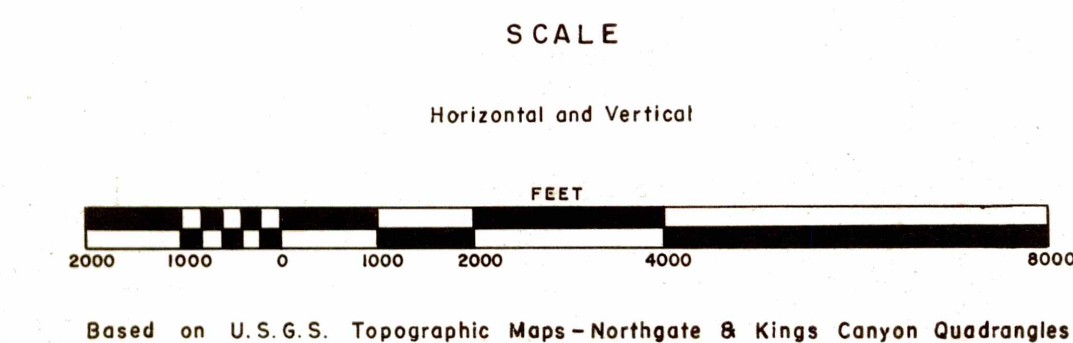 SCALE
Horizontal and Vertical
FEET
2000 1000 0 1000 2000 4000 8000
Based on U.S.G.S. Topographic Maps – Northgate & Kings Canyon Quadrangles